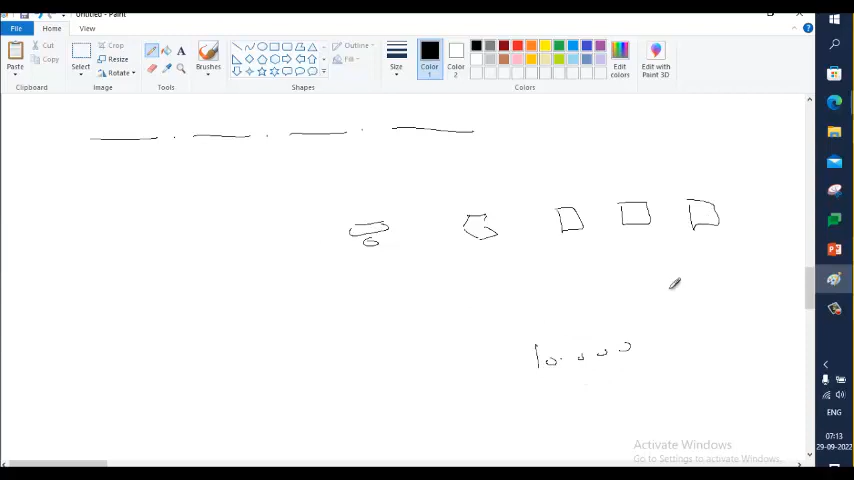 Untitled - Paint
File
Home
View
Paste
Cut
Copy
Clipboard
Select
Crop
Resize
Rotate
Image
Tools
Brushes
Shapes
Outline
Fill
Size
Color 1
Color 2
Edit colors
Edit with Paint 3D
Colors
Activate Windows
Go to Settings to activate Windows.
ENG
07:13
29-09-2022